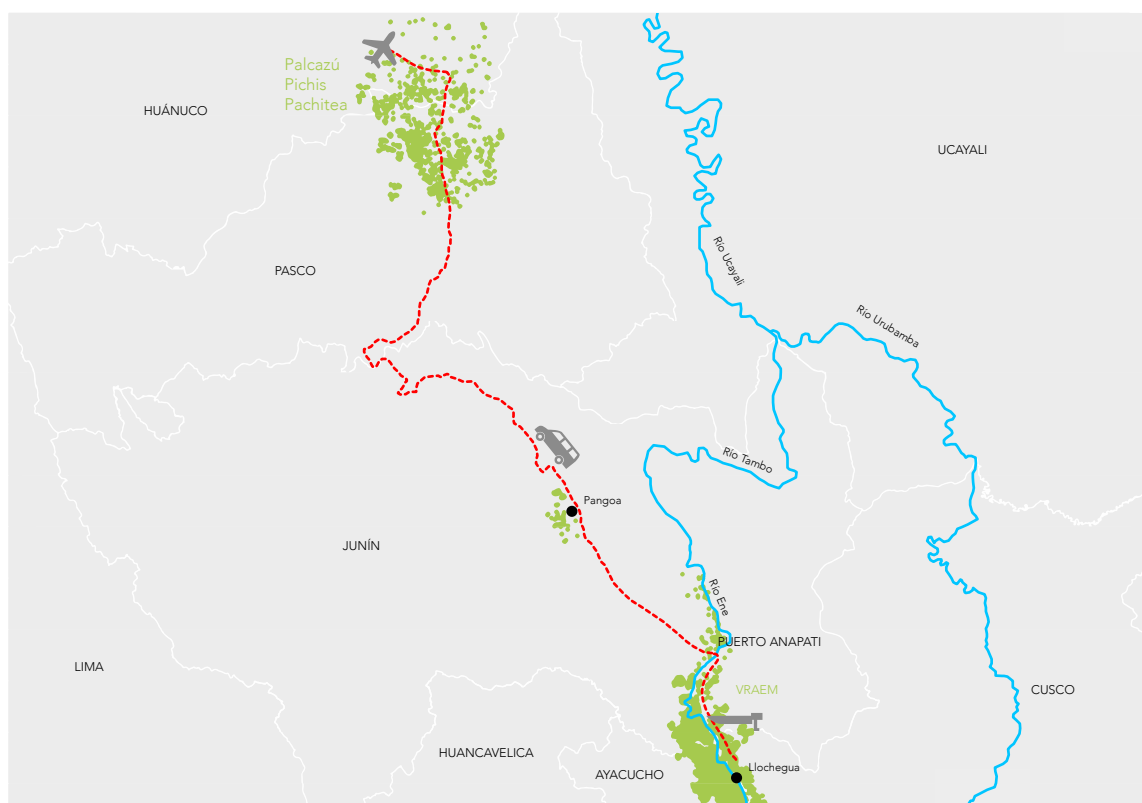 Palcazú
Pichis
Pachitea
HUÁNUCO
UCAYALI
Río Ucayali
PASCO
Río Urubamba
Río Tambo
Pangoa
JUNÍN
Río Ene
PUERTO ANAPATI
LIMA
VRAEM
CUSCO
HUANCAVELICA
Llochegua
AYACUCHO